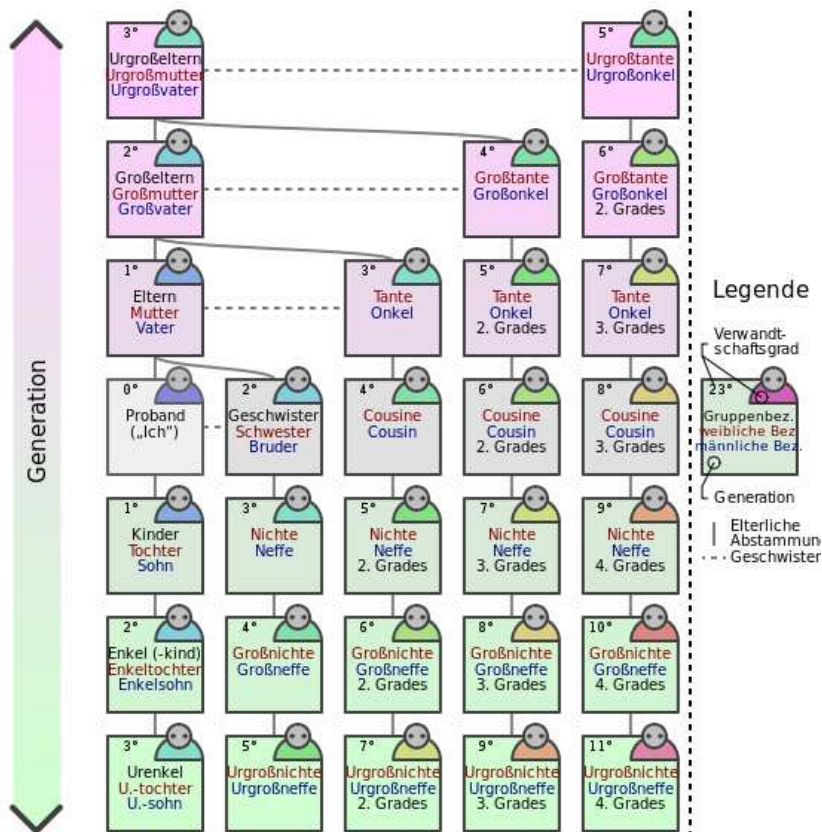 3°
Urgroßeltern
Urgroßmutter
Urgroßvater
5°
Urgroßtante
Urgroßonkel
2°
Großeltern
Großmutter
Großvater
4°
Großtante
Großonkel
6°
Großtante
Großonkel
2. Grades
1°
Eltern
Mutter
Vater
3°
Tante
Onkel
5°
Tante
Onkel
2. Grades
7°
Tante
Onkel
3. Grades
0°
Proband
(„Ich")
2°
Geschwister
Schwester
Bruder
4°
Cousine
Cousin
6°
Cousine
Cousin
2. Grades
8°
Cousine
Cousin
3. Grades
1°
Kinder
Tochter
Sohn
3°
Nichte
Neffe
5°
Nichte
Neffe
2. Grades
7°
Nichte
Neffe
3. Grades
9°
Nichte
Neffe
4. Grades
2°
Enkel (-kind)
Enkeltochter
Enkelsohn
4°
Großnichte
Großneffe
6°
Großnichte
Großneffe
2. Grades
8°
Großnichte
Großneffe
3. Grades
10°
Großnichte
Großneffe
4. Grades
3°
Urenkel
U.-tochter
U.-sohn
5°
Urgroßnichte
Urgroßneffe
7°
Urgroßnichte
Urgroßneffe
2. Grades
9°
Urgroßnichte
Urgroßneffe
3. Grades
11°
Urgroßnichte
Urgroßneffe
4. Grades
Generation
Legende
Verwandt-
schaftsgrad
23°
Gruppenbez.
weibliche Bez.
männliche Bez.
Generation
Elterliche
Abstammung
Geschwister